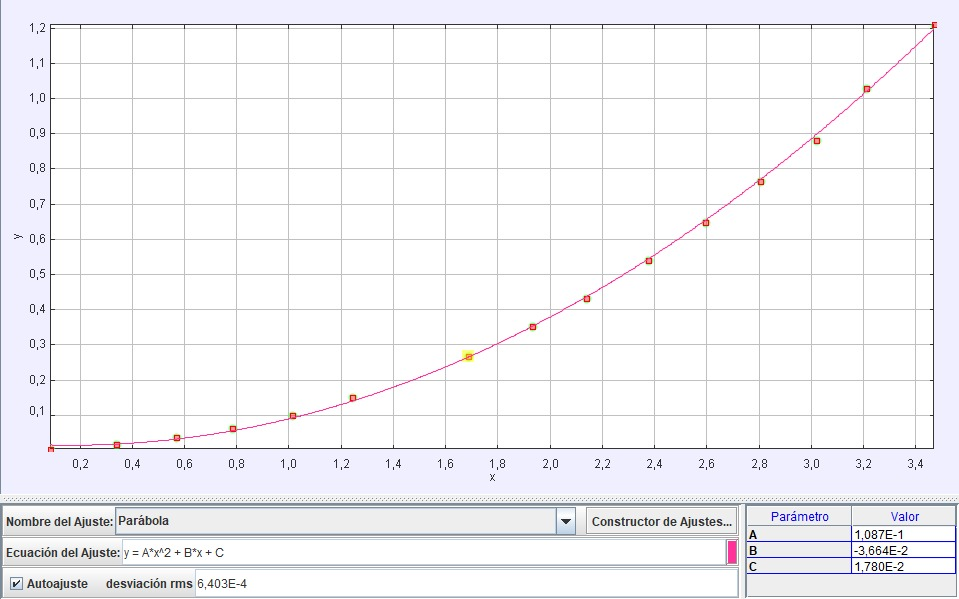 1,2
1,1
1,0
0,9
0,8
0,7
0,6
0,5
0,4
0,3
0,2
0,1
y
0,2 0,4 0,6 0,8 1,0 1,2 1,4 1,6 1,8 2,0 2,2 2,4 2,6 2,8 3,0 3,2 3,4
x
Nombre del Ajuste: Parábola Constructor de Ajustes...
Ecuación del Ajuste: y = A*x^2 + B*x + C
Autoajuste desviación rms 6,403E-4
Parámetro Valor
A 1,087E-1
B -3,664E-2
C 1,780E-2